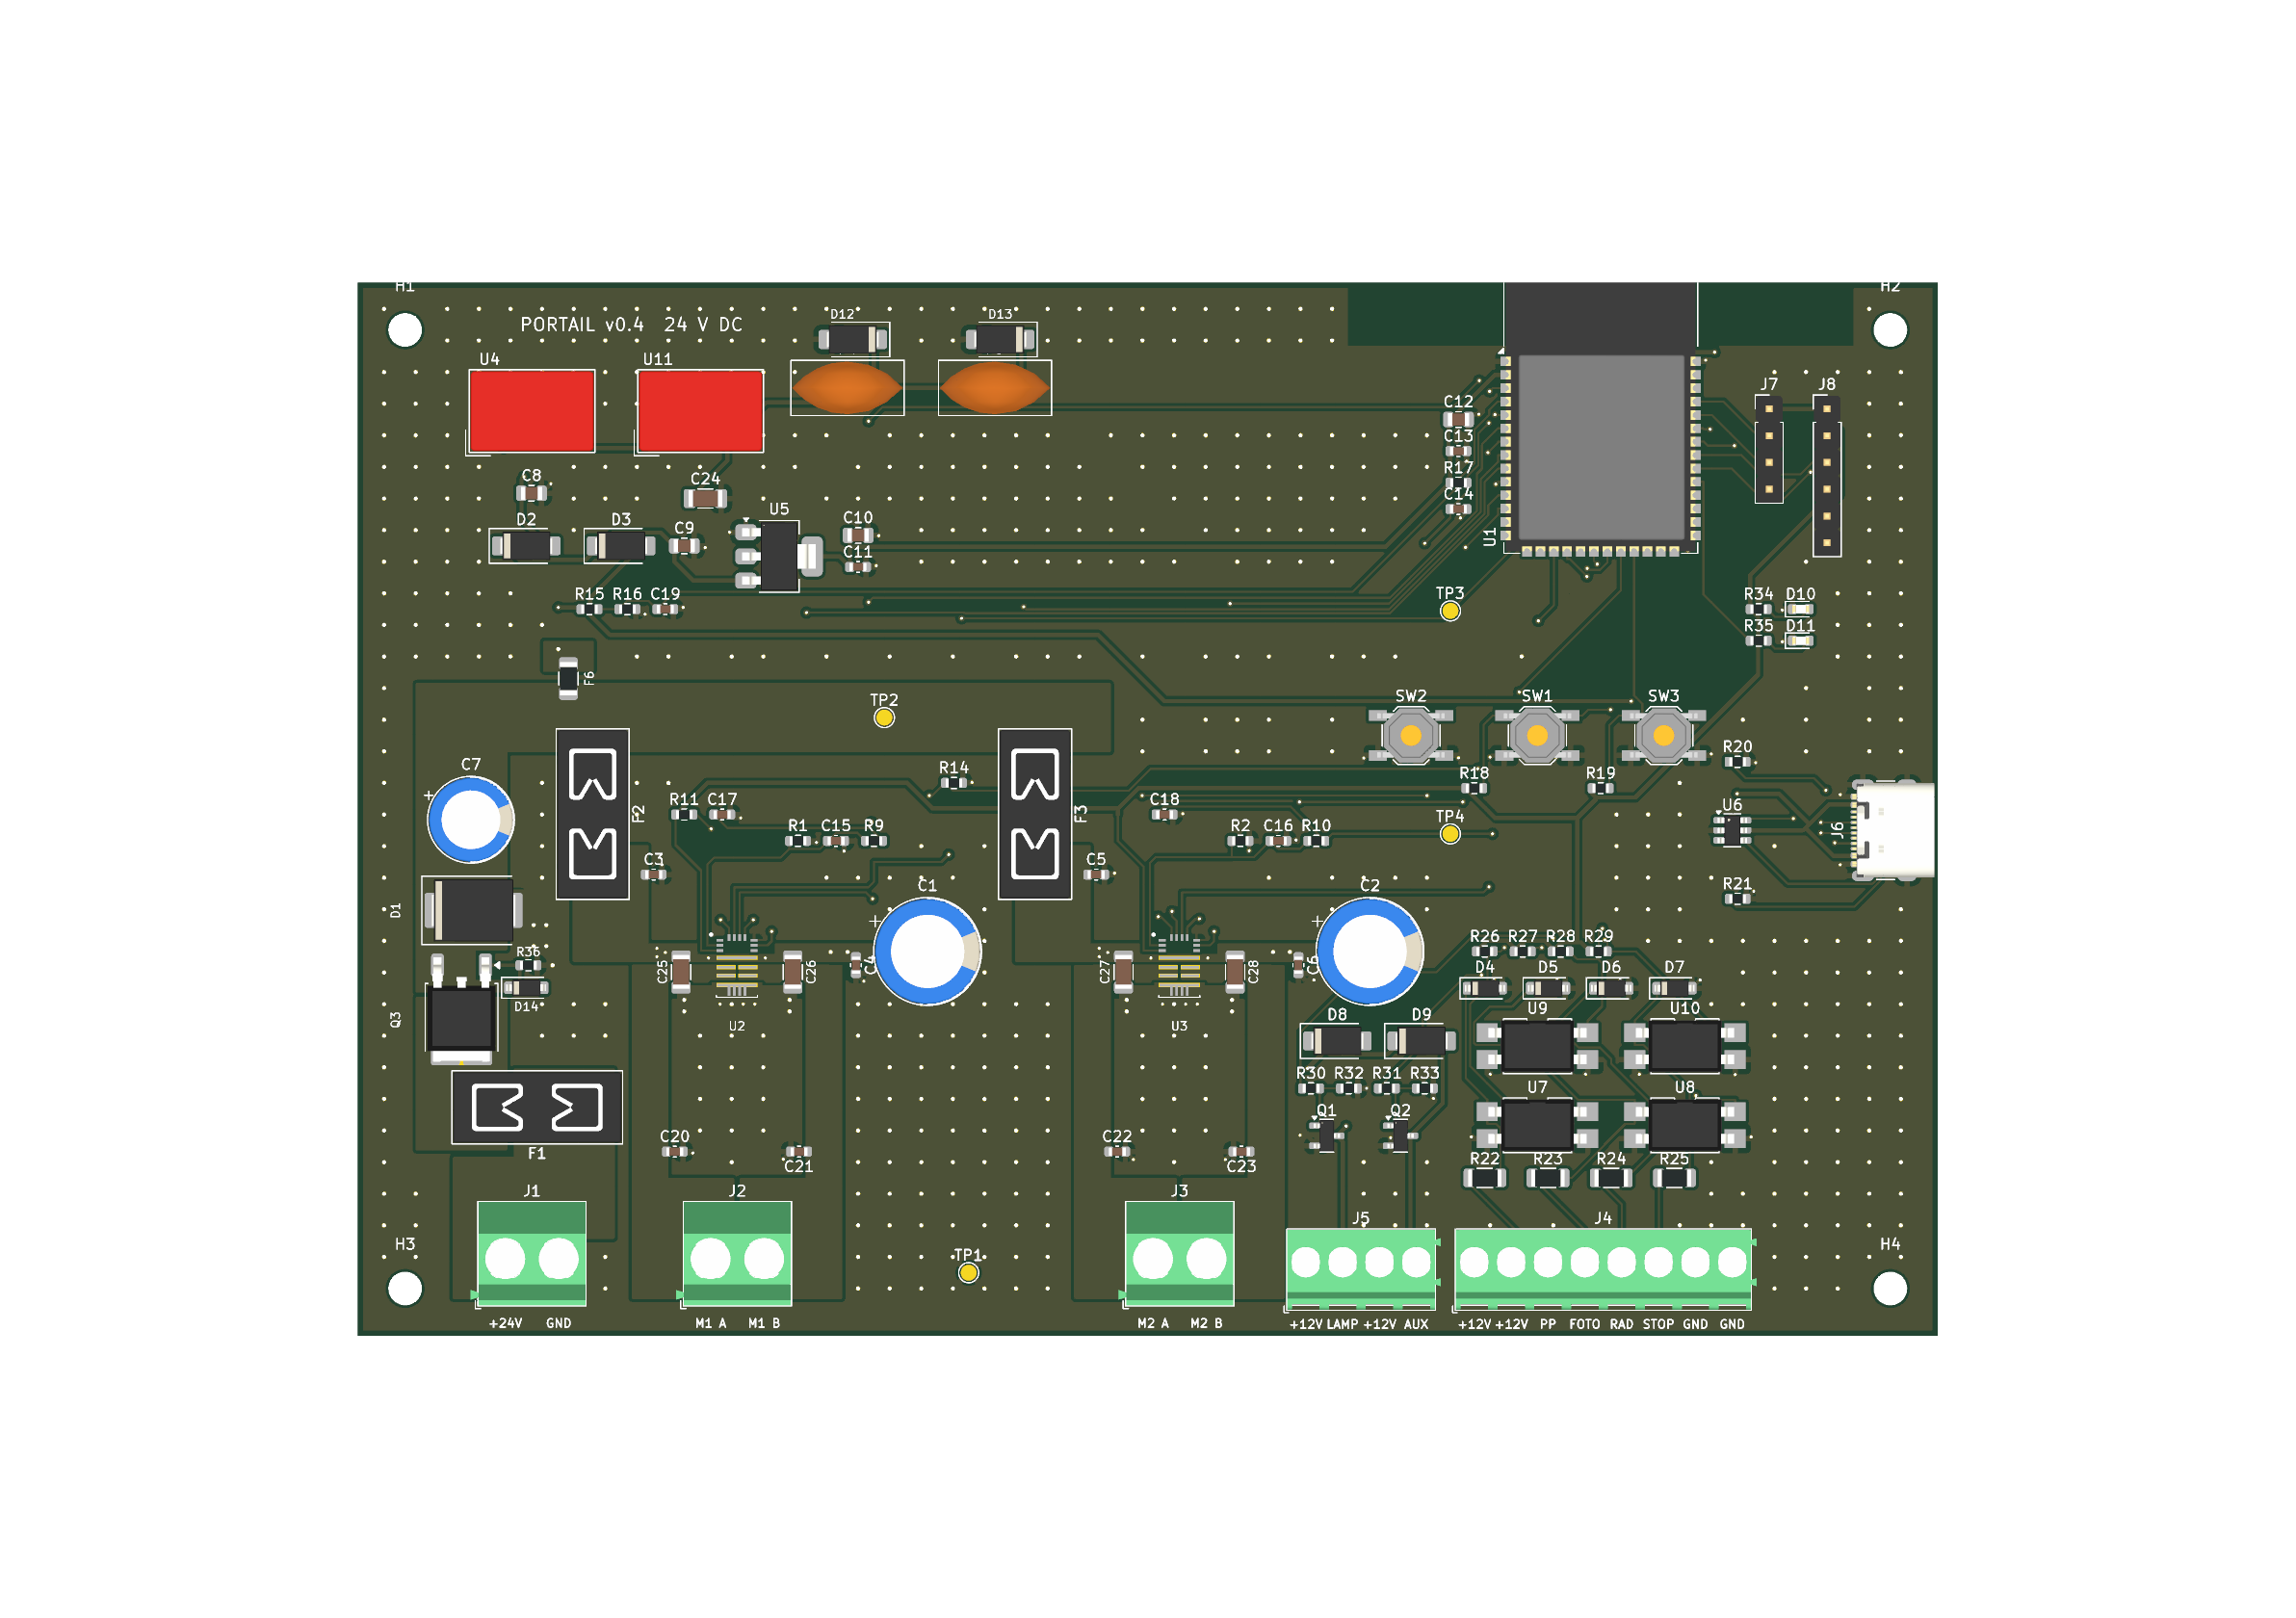 H1
H2
PORTAIL v0.4  24 V DC
D12
D13
U4
U11
J7
J8
C12
C13
R17
C14
C8
C24
U5
C10
C11
D2
D3
C9
U1
R15
R16
C19
TP3
R34
D10
R35
D11
F6
TP2
SW2
SW1
SW3
C7
+
F2
F3
R14
R18
R19
R20
U6
J6
R11
C17
R1
C15
R9
C18
R2
C16
R10
TP4
C3
C5
R21
D1
C1
+
C2
+
R36
D14
Q3
C25
C26
C4
C27
C28
C6
U2
U3
R26
R27
R28
R29
D4
D5
D6
D7
U9
U10
D8
D9
R30
R32
R31
R33
U7
U8
Q1
Q2
F1
C20
C21
C22
C23
R22
R23
R24
R25
J1
J2
J3
J5
J4
H3
TP1
H4
+24V
GND
M1 A
M1 B
M2 A
M2 B
+12V LAMP +12V AUX
+12V +12V PP FOTO RAD STOP GND GND